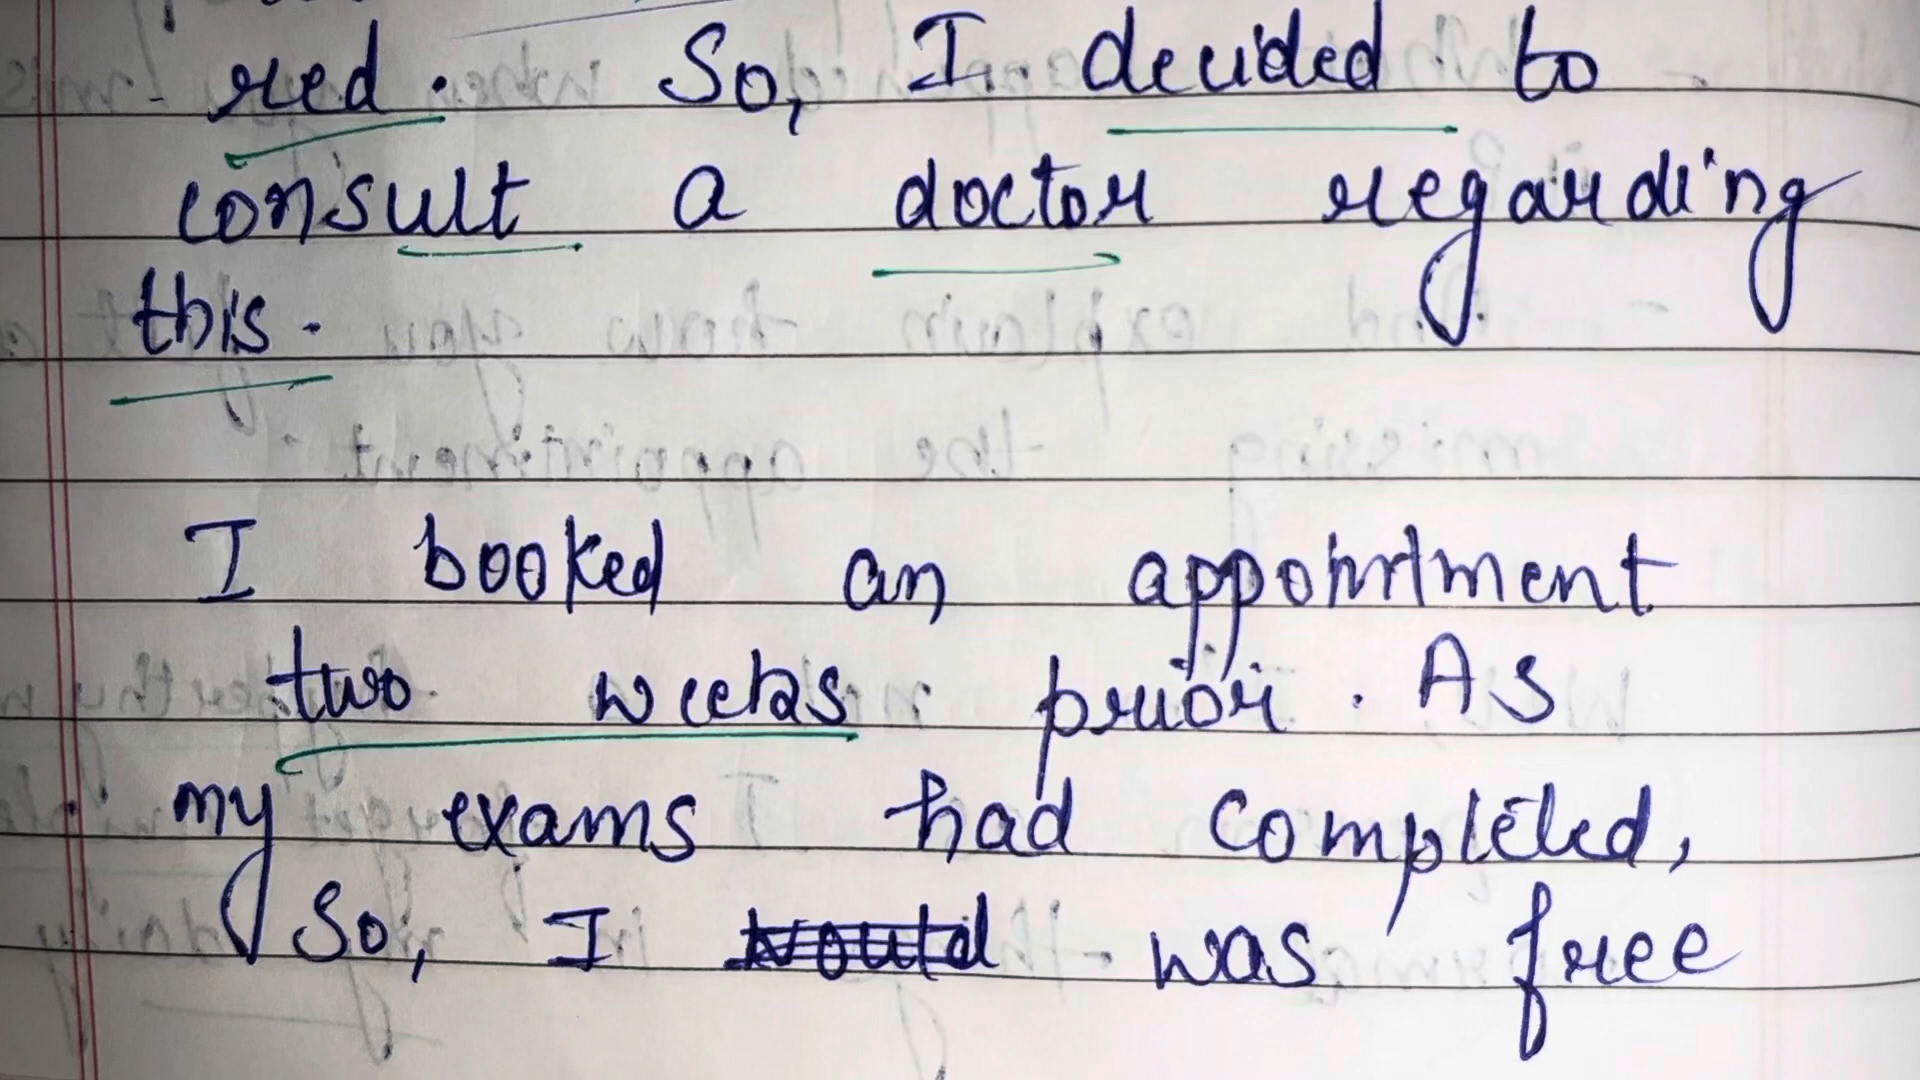 red. So, I decided to
consult a doctor regarding
this.
I booked an appointment
two weeks prior. As
my exams had completed,
So, I was free